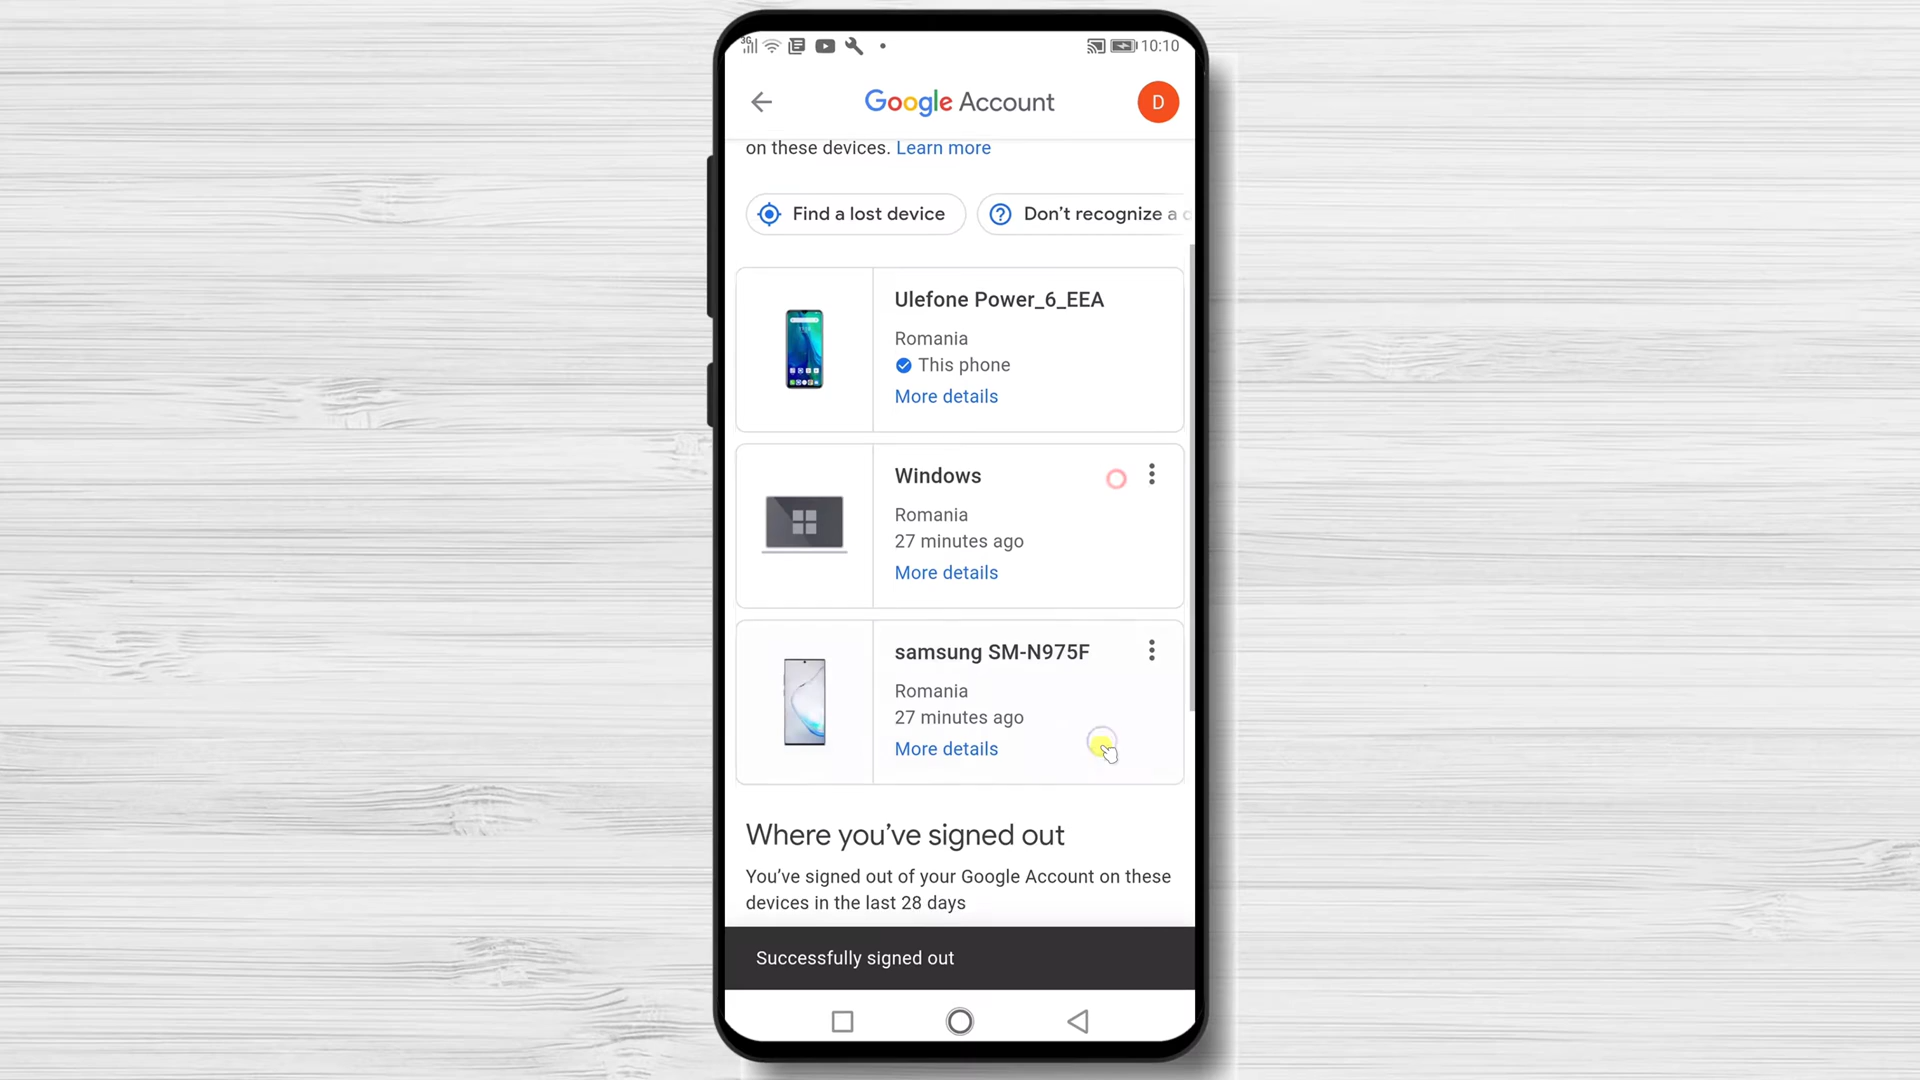 3G 10:10
Google Account D
on these devices. Learn more
Find a lost device Don't recognize a
Ulefone Power_6_EEA
Romania
This phone
More details
Windows
Romania
27 minutes ago
More details
samsung SM-N975F
Romania
27 minutes ago
More details
Where you've signed out
You've signed out of your Google Account on these
devices in the last 28 days
Successfully signed out